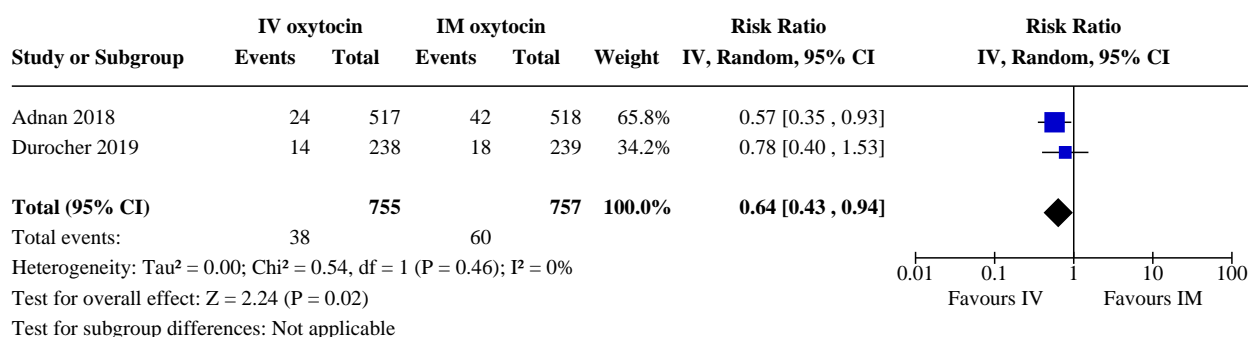 IV oxytocin IM oxytocin Risk Ratio Risk Ratio
Study or Subgroup Events Total Events Total Weight IV, Random, 95% CI IV, Random, 95% CI
Adnan 2018 24 517 42 518 65.8% 0.57 [0.35 , 0.93]
Durocher 2019 14 238 18 239 34.2% 0.78 [0.40 , 1.53]
Total (95% CI) 755 757 100.0% 0.64 [0.43 , 0.94]
Total events: 38 60
Heterogeneity: Tau² = 0.00; Chi² = 0.54, df = 1 (P = 0.46); I² = 0%
0.01 0.1 1 10 100
Test for overall effect: Z = 2.24 (P = 0.02) Favours IV Favours IM
Test for subgroup differences: Not applicable